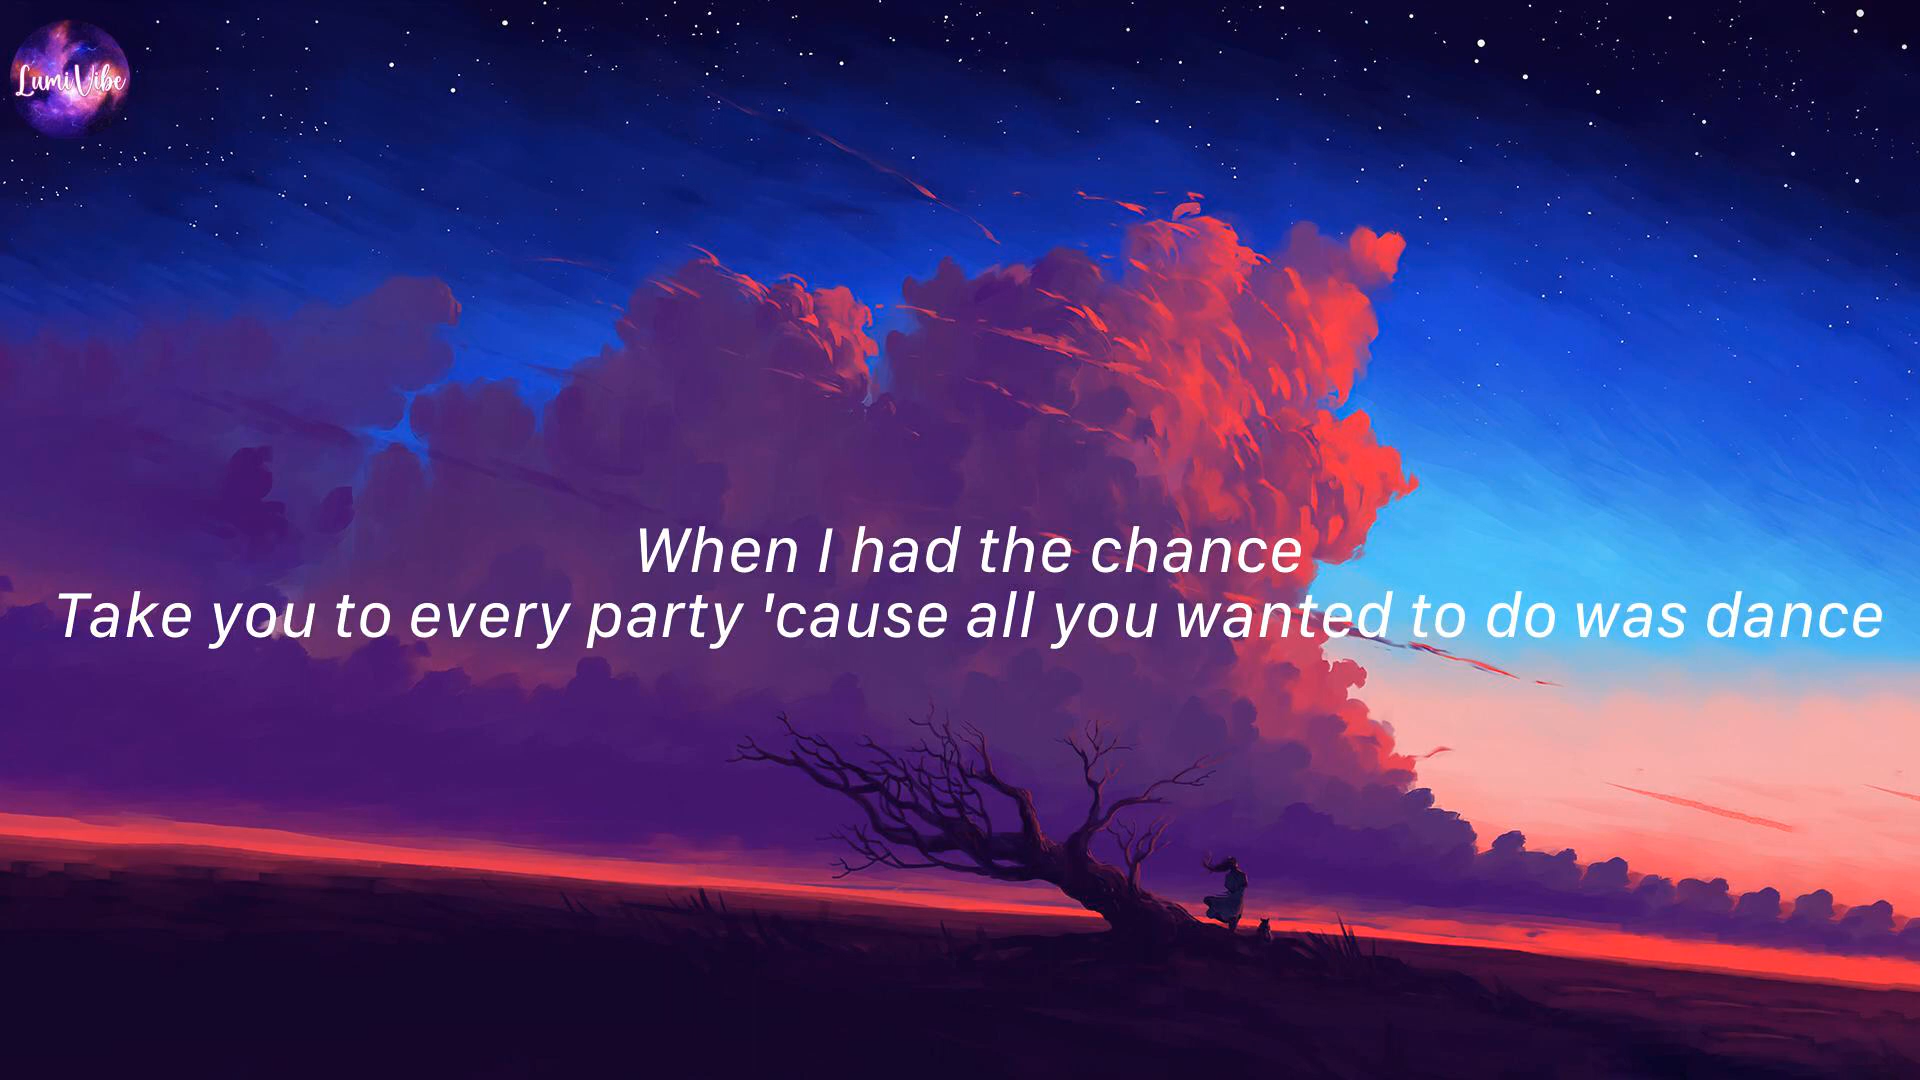 LumiVibe
When I had the chance
Take you to every party 'cause all you wanted to do was dance